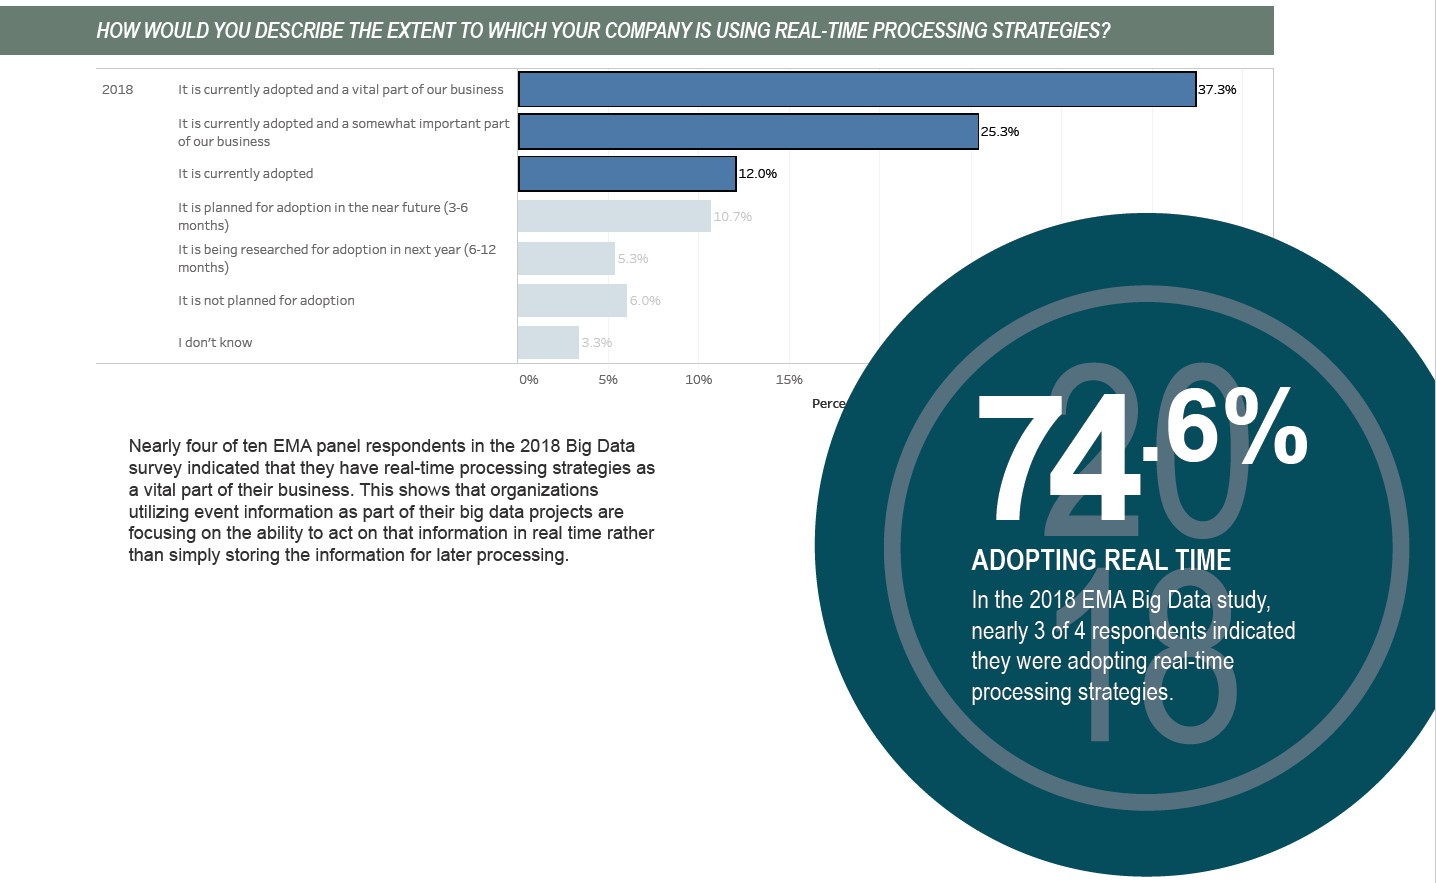 HOW WOULD YOU DESCRIBE THE EXTENT TO WHICH YOUR COMPANY IS USING REAL-TIME PROCESSING STRATEGIES?
2018
It is currently adopted and a vital part of our business
37.3%
It is currently adopted and a somewhat important part
of our business
25.3%
It is currently adopted
12.0%
It is planned for adoption in the near future (3-6
months)
10.7%
It is being researched for adoption in next year (6-12
months)
5.3%
It is not planned for adoption
6.0%
I don't know
3.3%
0% 5% 10% 15%
Nearly four of ten EMA panel respondents in the 2018 Big Data
survey indicated that they have real-time processing strategies as
a vital part of their business. This shows that organizations
utilizing event information as part of their big data projects are
focusing on the ability to act on that information in real time rather
than simply storing the information for later processing.
20
18
74.6%
ADOPTING REAL TIME
In the 2018 EMA Big Data study,
nearly 3 of 4 respondents indicated
they were adopting real-time
processing strategies.